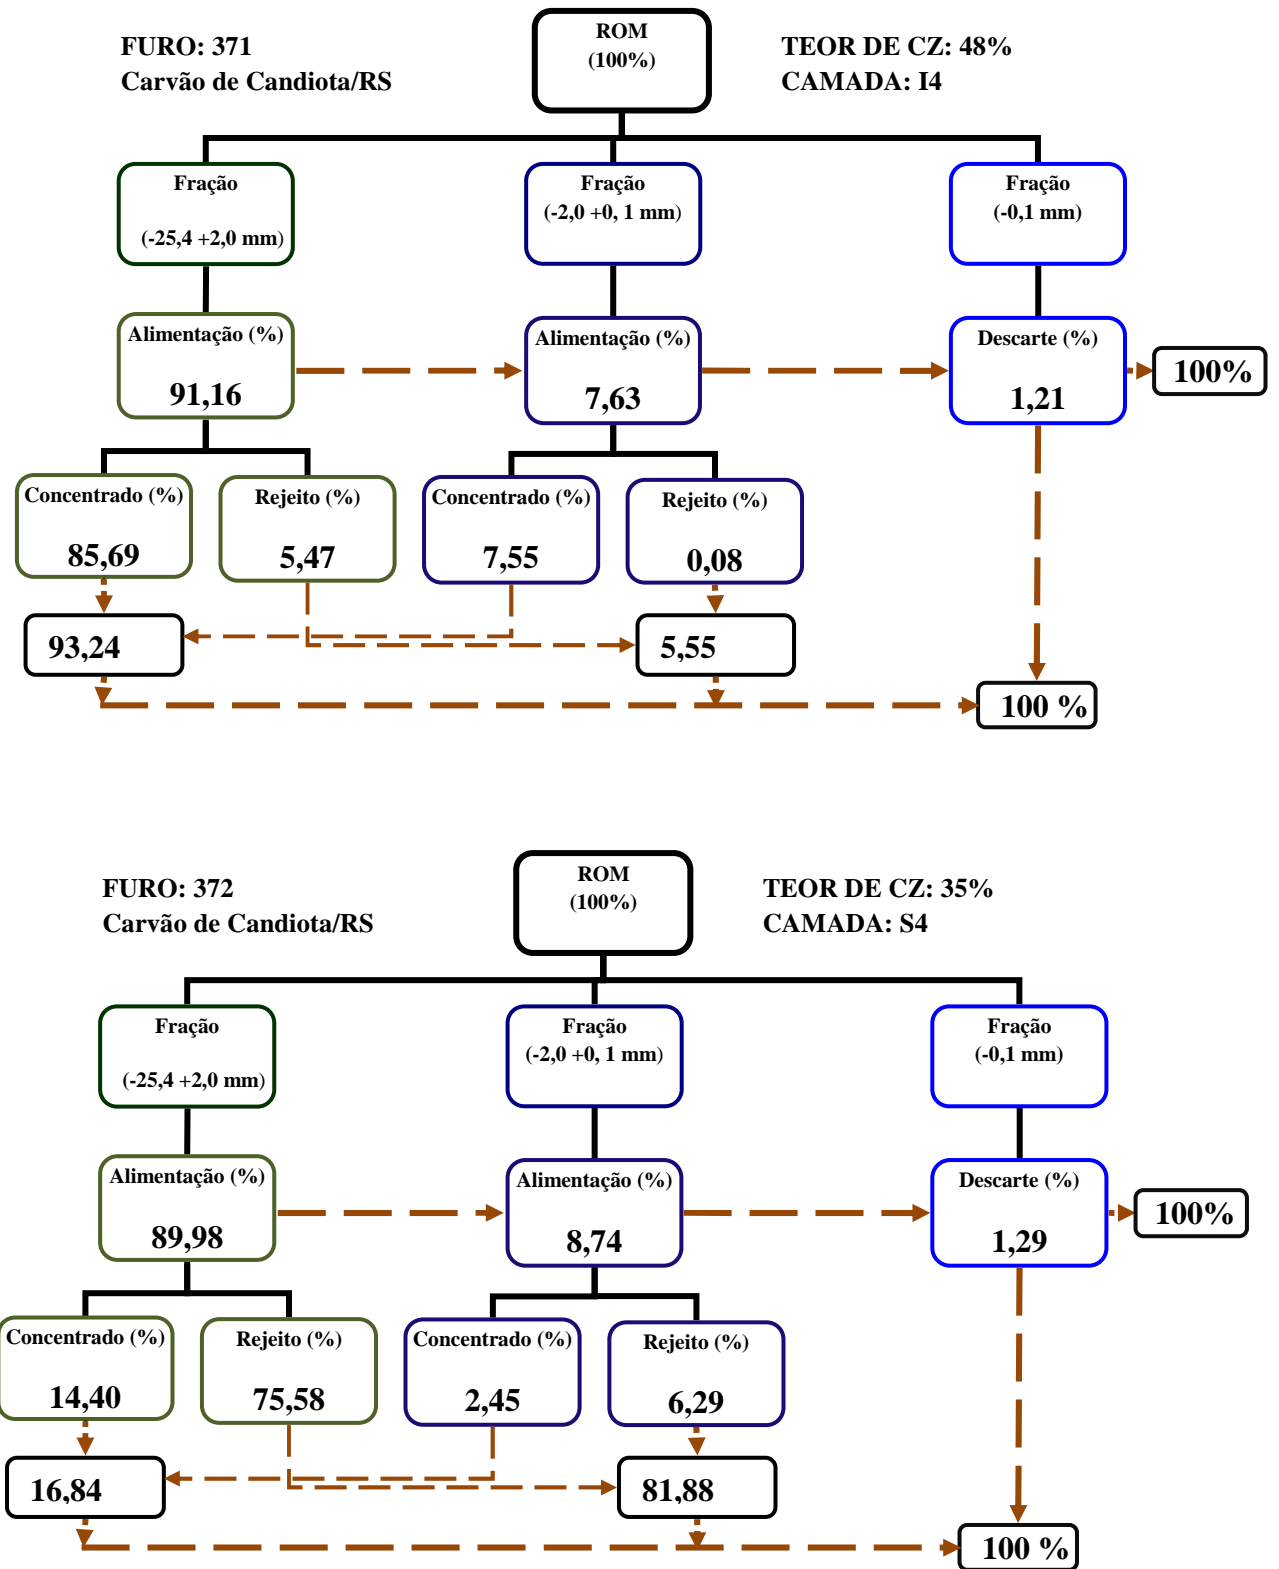 FURO: 371
Carvão de Candiota/RS
ROM
(100%)
TEOR DE CZ: 48%
CAMADA: I4
Fração
(-25,4 +2,0 mm)
Fração
(-2,0 +0, 1 mm)
Fração
(-0,1 mm)
Alimentação (%)
91,16
Alimentação (%)
7,63
Descarte (%)
1,21
100%
Concentrado (%)
85,69
Rejeito (%)
5,47
Concentrado (%)
7,55
Rejeito (%)
0,08
93,24
5,55
100 %
FURO: 372
Carvão de Candiota/RS
ROM
(100%)
TEOR DE CZ: 35%
CAMADA: S4
Fração
(-25,4 +2,0 mm)
Fração
(-2,0 +0, 1 mm)
Fração
(-0,1 mm)
Alimentação (%)
89,98
Alimentação (%)
8,74
Descarte (%)
1,29
100%
Concentrado (%)
14,40
Rejeito (%)
75,58
Concentrado (%)
2,45
Rejeito (%)
6,29
16,84
81,88
100 %